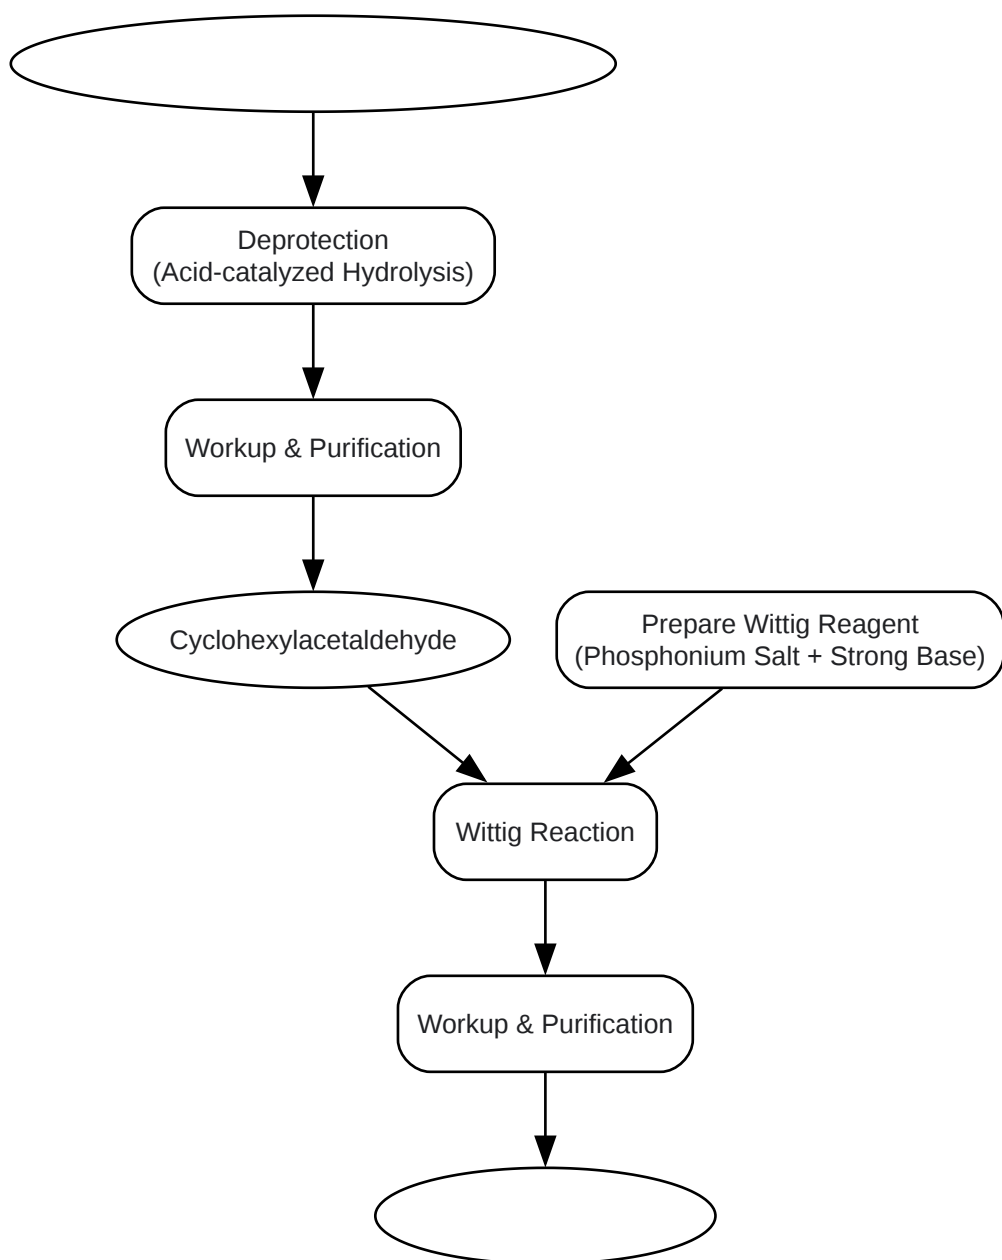 Deprotection
(Acid-catalyzed Hydrolysis)
Workup & Purification
Cyclohexylacetaldehyde
Prepare Wittig Reagent
(Phosphonium Salt + Strong Base)
Wittig Reaction
Workup & Purification